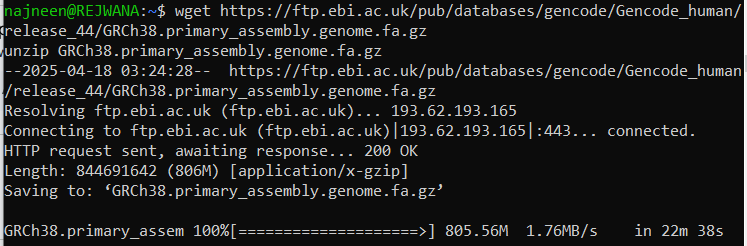 najneen@REJWANA:~$ wget https://ftp.ebi.ac.uk/pub/databases/gencode/Gencode_human/
release_44/GRCh38.primary_assembly.genome.fa.gz
unzip GRCh38.primary_assembly.genome.fa.gz
--2025-04-18 03:24:28--  https://ftp.ebi.ac.uk/pub/databases/gencode/Gencode_human
/release_44/GRCh38.primary_assembly.genome.fa.gz
Resolving ftp.ebi.ac.uk (ftp.ebi.ac.uk)... 193.62.193.165
Connecting to ftp.ebi.ac.uk (ftp.ebi.ac.uk)|193.62.193.165|:443... connected.
HTTP request sent, awaiting response... 200 OK
Length: 844691642 (806M) [application/x-gzip]
Saving to: ‘GRCh38.primary_assembly.genome.fa.gz’
GRCh38.primary_assem 100%[====================>] 805.56M  1.76MB/s    in 22m 38s